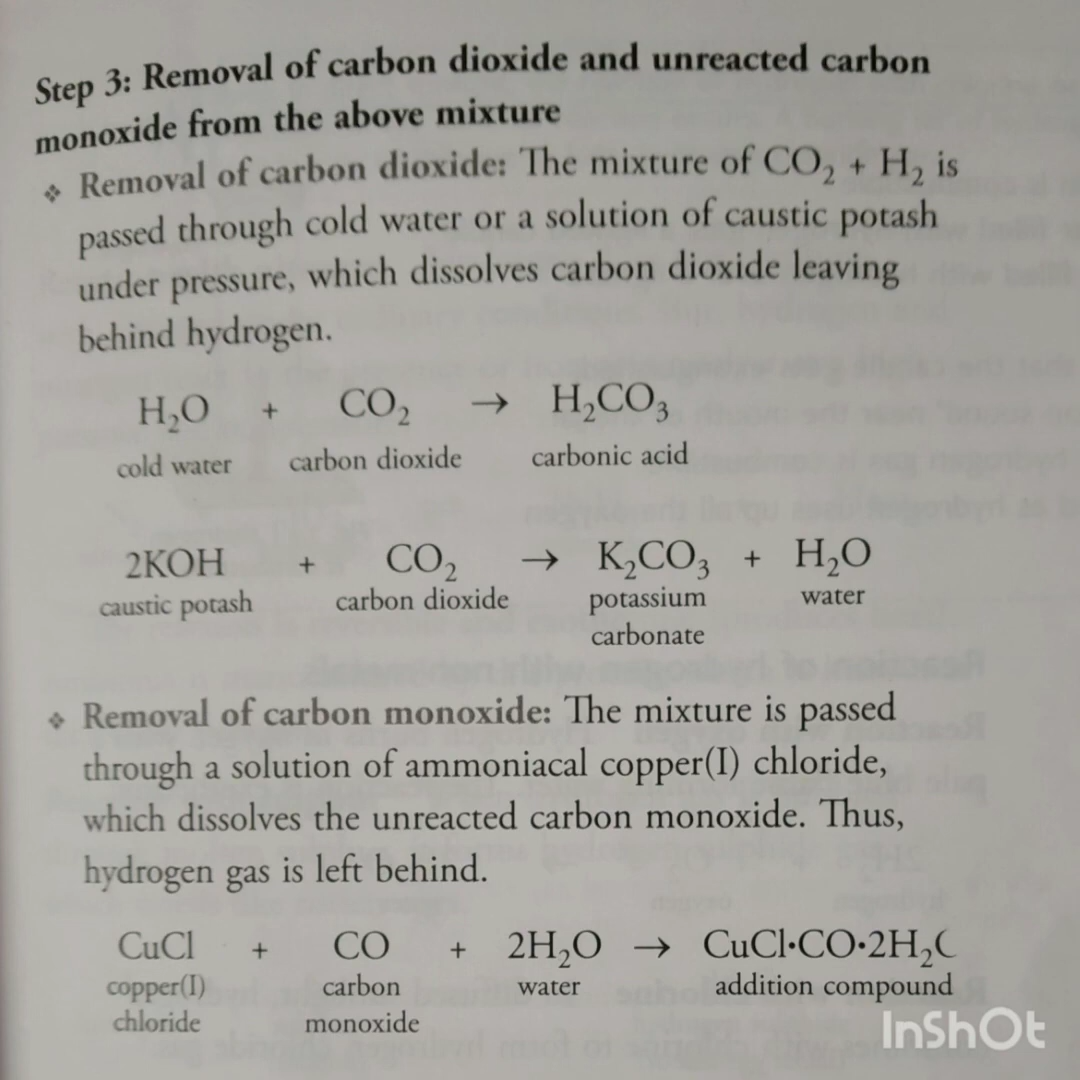 Step 3: Removal of carbon dioxide and unreacted carbon
monoxide from the above mixture
❖ Removal of carbon dioxide: The mixture of CO₂ + H₂ is
passed through cold water or a solution of caustic potash
under pressure, which dissolves carbon dioxide leaving
behind hydrogen.
H₂O + CO₂ → H₂CO₃
cold water carbon dioxide carbonic acid
2KOH + CO₂ → K₂CO₃ + H₂O
caustic potash carbon dioxide potassium water
carbonate
❖ Removal of carbon monoxide: The mixture is passed
through a solution of ammoniacal copper(I) chloride,
which dissolves the unreacted carbon monoxide. Thus,
hydrogen gas is left behind.
CuCl + CO + 2H₂O → CuCl·CO·2H₂O
copper(I) carbon water addition compound
chloride monoxide
InShOt